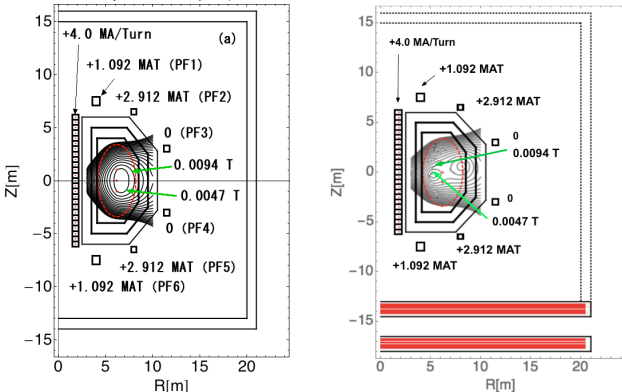 15
+4.0 MA/Turn
(a)
+1.092 MAT (PF1)
10
+2.912 MAT (PF2)
5
0 (PF3)
0.0094 T
Z[m]
0
0.0047 T
0 (PF4)
-5
+2.912 MAT (PF5)
+1.092 MAT (PF6)
-10
-15
0 5 10 15 20
R[m]
15
+4.0 MA/Turn
+1.092 MAT
10
+2.912 MAT
5
0
0.0094 T
Z[m]
0
0
0.0047 T
-5
+2.912 MAT
+1.092 MAT
-10
-15
0 5 10 15 20
R[m]